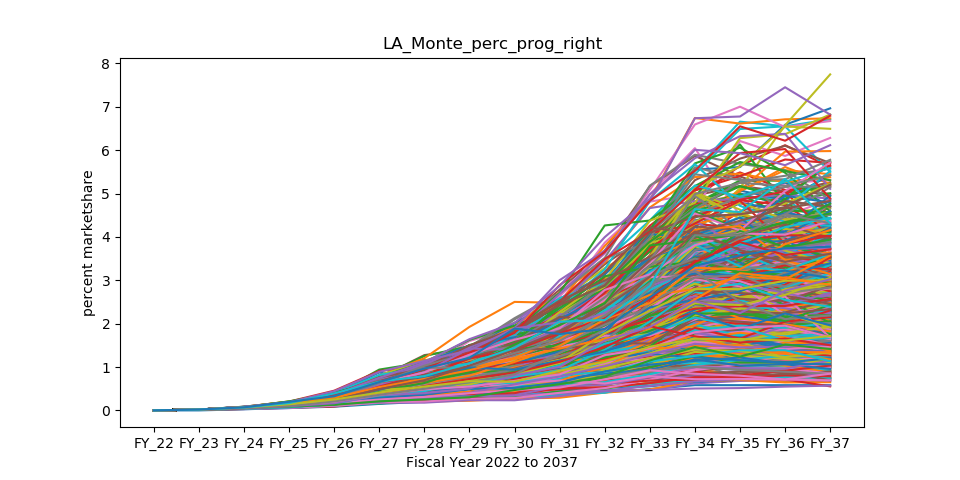 LA_Monte_perc_prog_right
percent marketshare
8
7
6
5
4
3
2
1
0
FY_22 FY_23 FY_24 FY_25 FY_26 FY_27 FY_28 FY_29 FY_30 FY_31 FY_32 FY_33 FY_34 FY_35 FY_36 FY_37
Fiscal Year 2022 to 2037